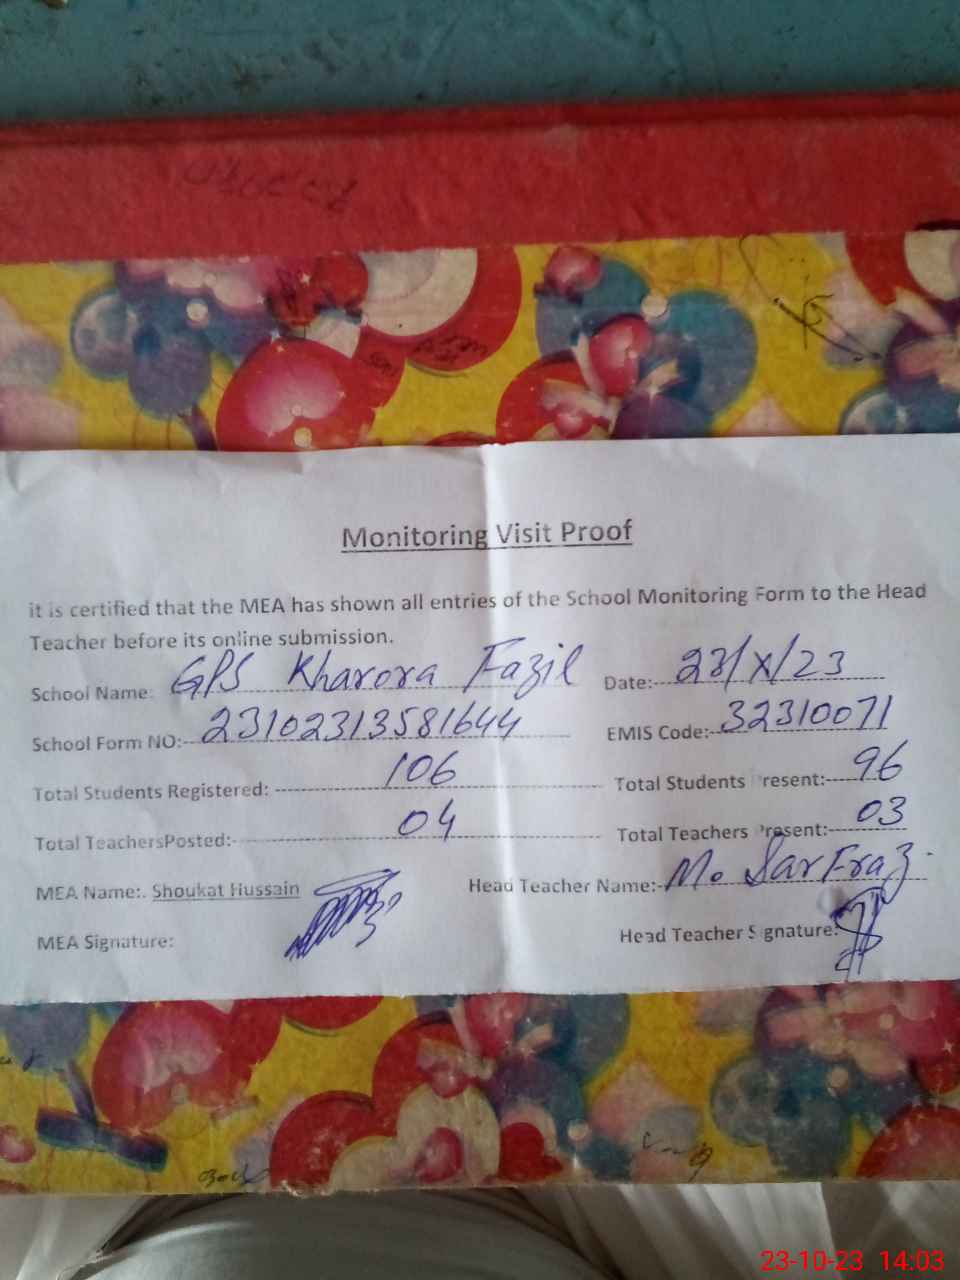 Monitoring Visit Proof
it is certified that the MEA has shown all entries of the School Monitoring Form to the Head
Teacher before its online submission.
School Name: GPS Kharora Fazil Date: 23/X/23
School Form NO: 23102313581644 EMIS Code: 32310071
Total Students Registered: 106 Total Students Present: 96
Total TeachersPosted: 04 Total Teachers Present: 03
MEA Name:. Shoukat Hussain Head Teacher Name: M. Sarfraz
MEA Signature: Head Teacher Signature:
23-10-23 14:03